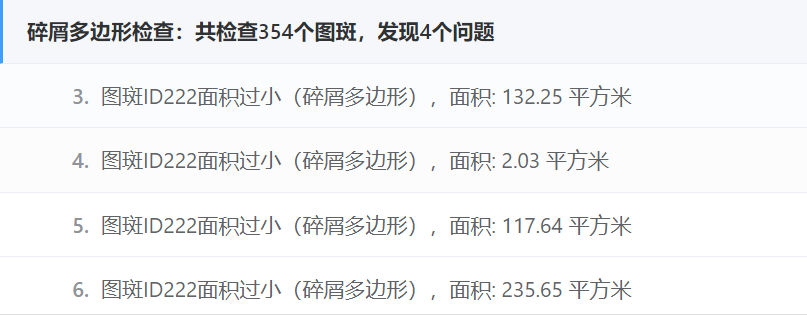 碎屑多边形检查：共检查354个图斑，发现4个问题
3. 图斑ID222面积过小（碎屑多边形），面积: 132.25 平方米
4. 图斑ID222面积过小（碎屑多边形），面积: 2.03 平方米
5. 图斑ID222面积过小（碎屑多边形），面积: 117.64 平方米
6. 图斑ID222面积过小（碎屑多边形），面积: 235.65 平方米